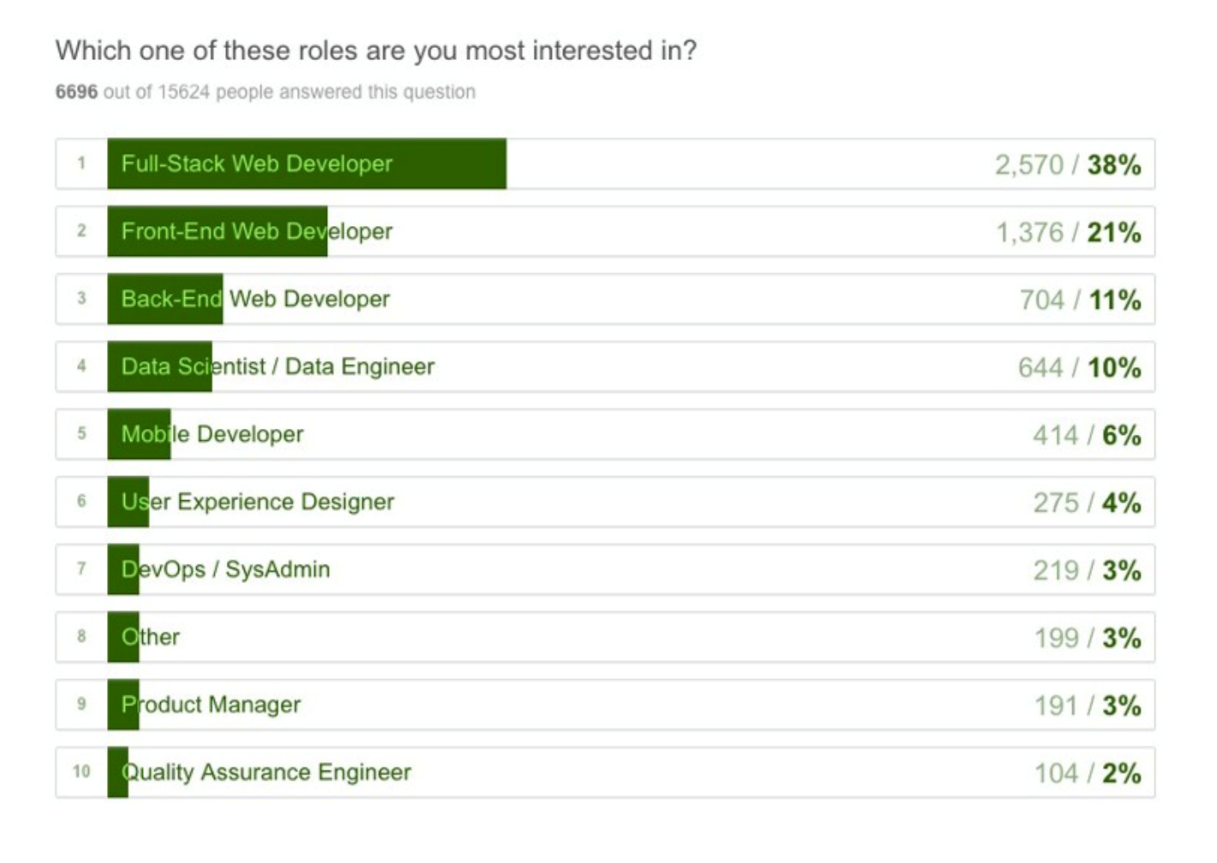 Which one of these roles are you most interested in?
6696 out of 15624 people answered this question
1 Full-Stack Web Developer 2,570 / 38%
2 Front-End Web Developer 1,376 / 21%
3 Back-End Web Developer 704 / 11%
4 Data Scientist / Data Engineer 644 / 10%
5 Mobile Developer 414 / 6%
6 User Experience Designer 275 / 4%
7 DevOps / SysAdmin 219 / 3%
8 Other 199 / 3%
9 Product Manager 191 / 3%
10 Quality Assurance Engineer 104 / 2%